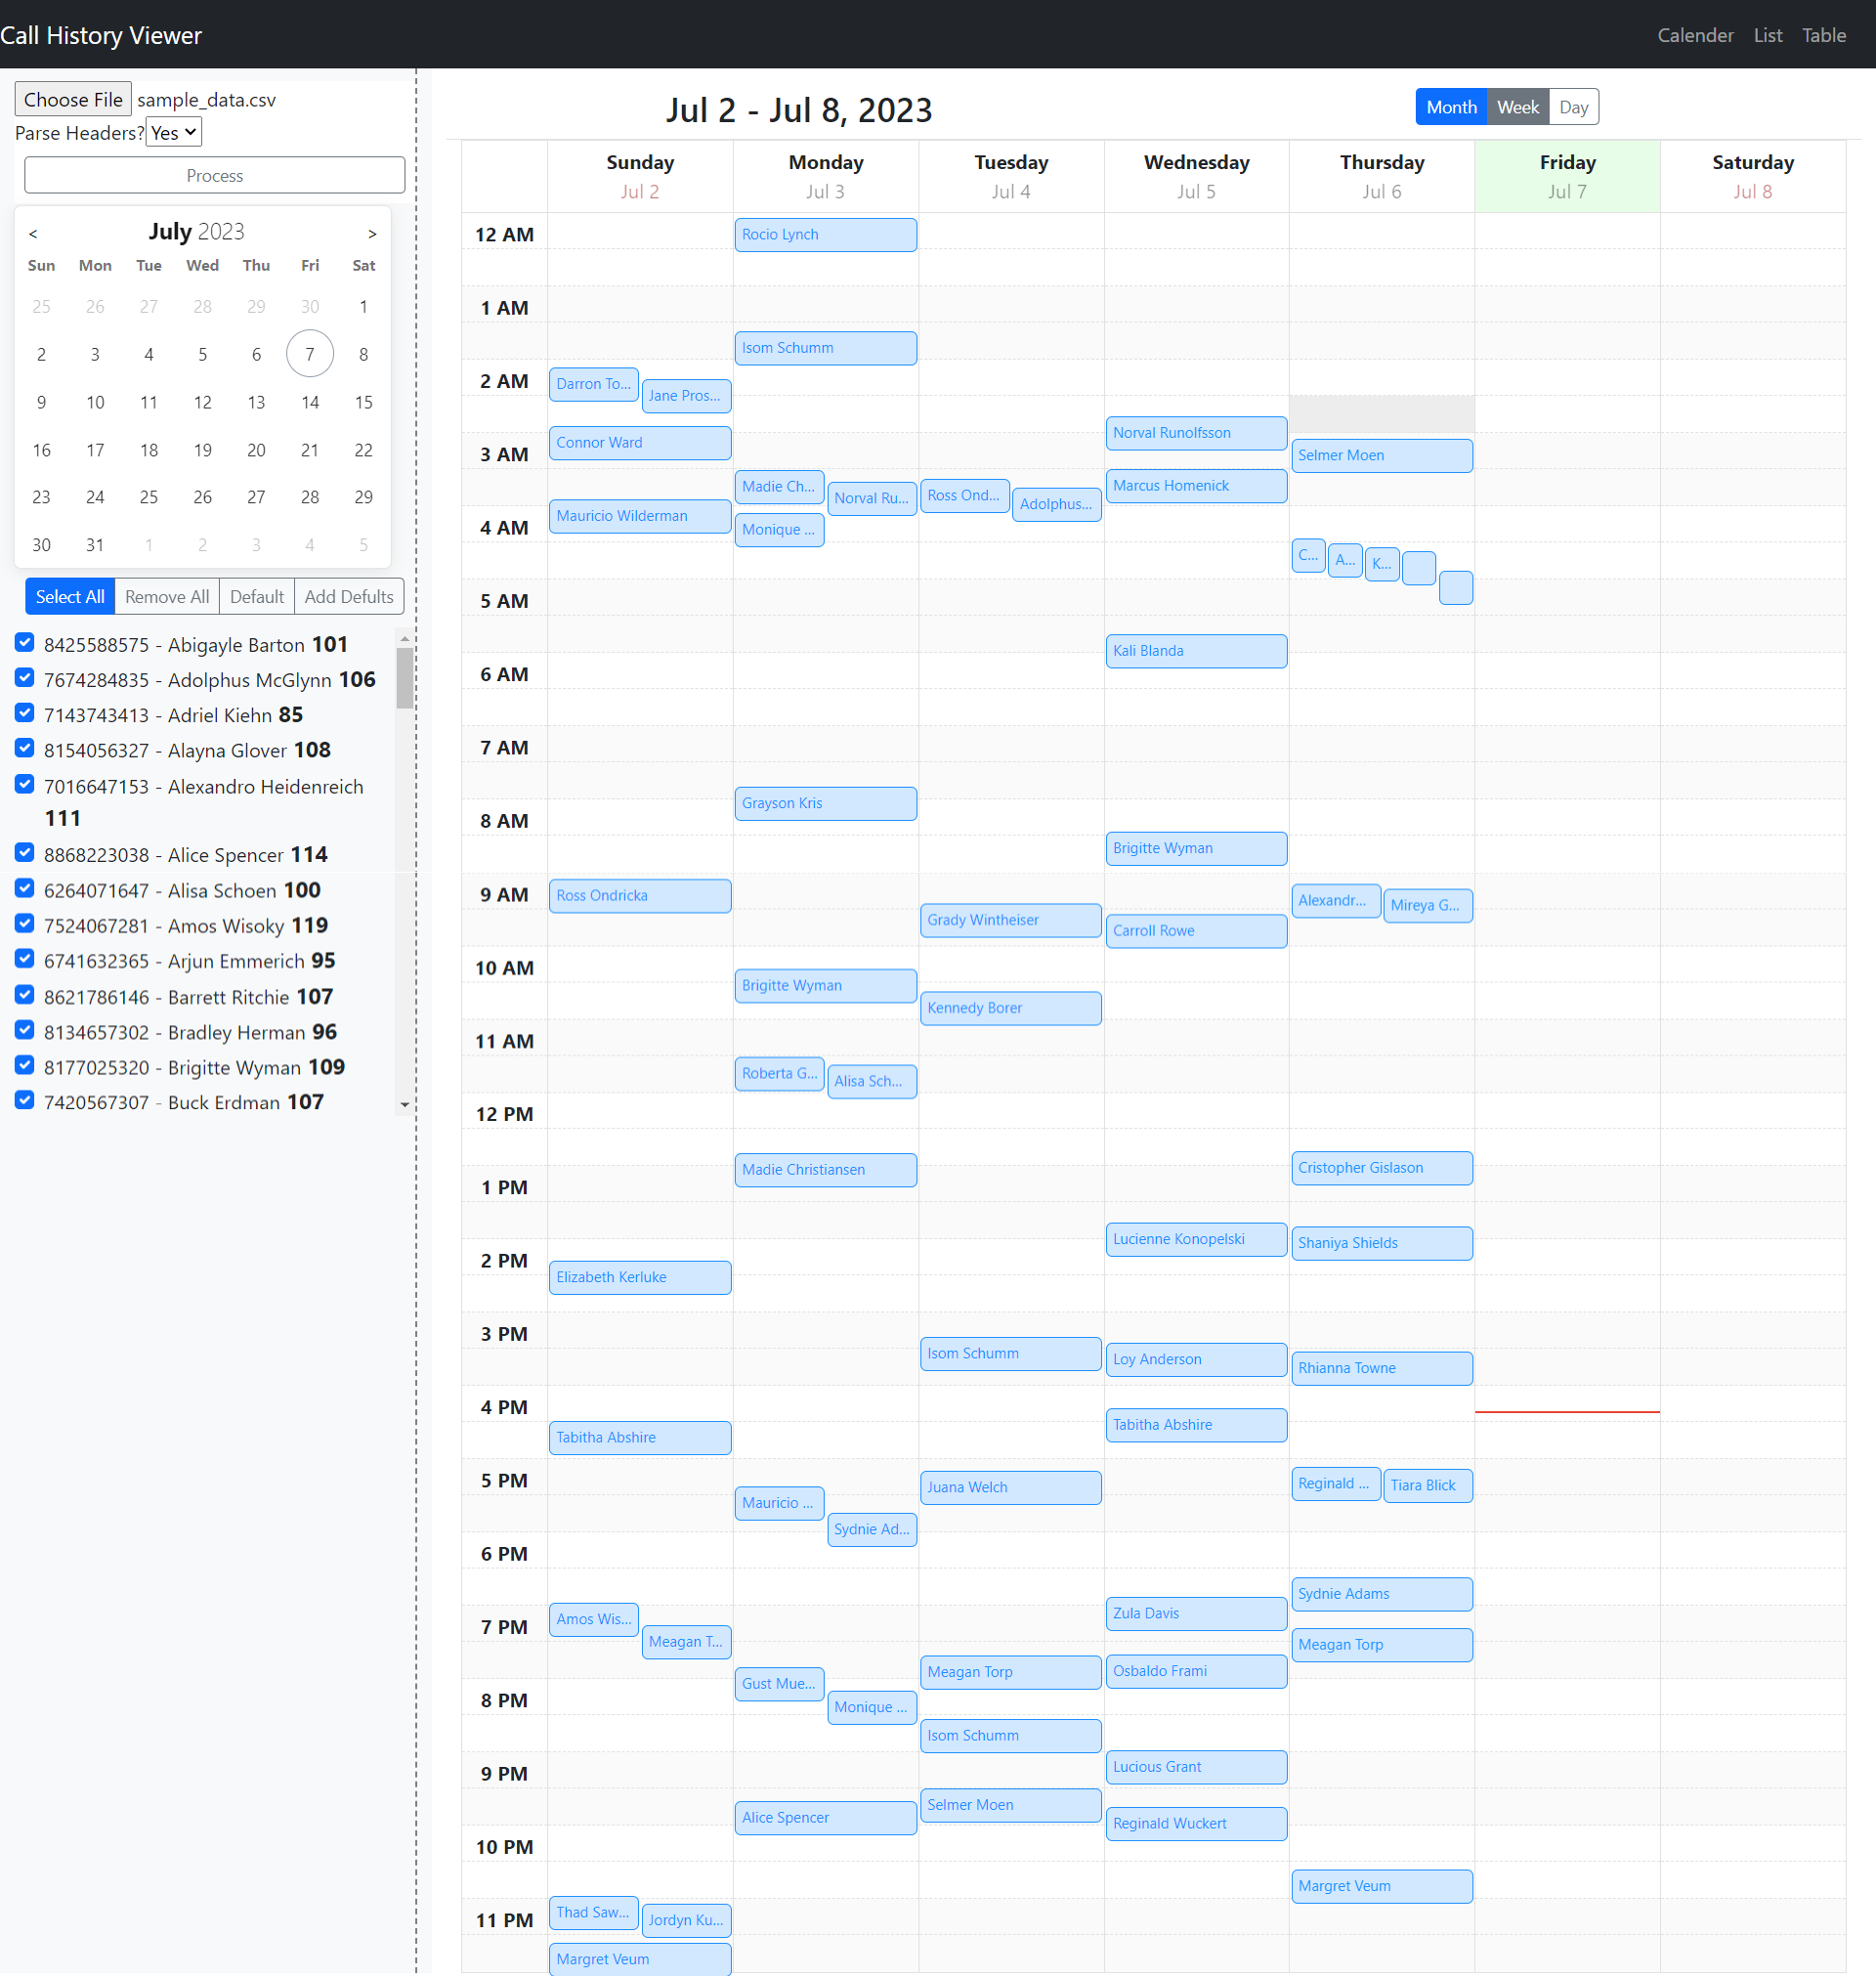 Call History Viewer
Calender List Table
Choose File sample_data.csv
Parse Headers? Yes
Process
< July 2023 >
Sun Mon Tue Wed Thu Fri Sat
25 26 27 28 29 30 1
2 3 4 5 6 7 8
9 10 11 12 13 14 15
16 17 18 19 20 21 22
23 24 25 26 27 28 29
30 31 1 2 3 4 5
Select All Remove All Default Add Defults
8425588575 - Abigayle Barton 101
7674284835 - Adolphus McGlynn 106
7143743413 - Adriel Kiehn 85
8154056327 - Alayna Glover 108
7016647153 - Alexandro Heidenreich
111
8868223038 - Alice Spencer 114
6264071647 - Alisa Schoen 100
7524067281 - Amos Wisoky 119
6741632365 - Arjun Emmerich 95
8621786146 - Barrett Ritchie 107
8134657302 - Bradley Herman 96
8177025320 - Brigitte Wyman 109
7420567307 - Buck Erdman 107
Jul 2 - Jul 8, 2023
Month Week Day
Sunday Monday Tuesday Wednesday Thursday Friday Saturday
Jul 2 Jul 3 Jul 4 Jul 5 Jul 6 Jul 7 Jul 8
12 AM
1 AM
2 AM
3 AM
4 AM
5 AM
6 AM
7 AM
8 AM
9 AM
10 AM
11 AM
12 PM
1 PM
2 PM
3 PM
4 PM
5 PM
6 PM
7 PM
8 PM
9 PM
10 PM
11 PM
Darron To...
Jane Pros...
Connor Ward
Mauricio Wilderman
Ross Ondricka
Elizabeth Kerluke
Tabitha Abshire
Amos Wis...
Meagan T...
Thad Saw...
Jordyn Ku...
Margret Veum
Rocio Lynch
Isom Schumm
Madie Ch...
Norval Ru...
Monique ...
Grayson Kris
Brigitte Wyman
Roberta G...
Alisa Sch...
Madie Christiansen
Mauricio ...
Sydnie Ad...
Gust Mue...
Monique ...
Alice Spencer
Ross Ond...
Adolphus...
Grady Wintheiser
Kennedy Borer
Isom Schumm
Juana Welch
Meagan Torp
Isom Schumm
Selmer Moen
Norval Runolfsson
Marcus Homenick
Kali Blanda
Brigitte Wyman
Carroll Rowe
Lucienne Konopelski
Loy Anderson
Tabitha Abshire
Zula Davis
Osbaldo Frami
Lucious Grant
Reginald Wuckert
Selmer Moen
C...
A...
K...
Alexandr...
Mireya G...
Cristopher Gislason
Shaniya Shields
Rhianna Towne
Reginald ...
Tiara Blick
Sydnie Adams
Meagan Torp
Margret Veum